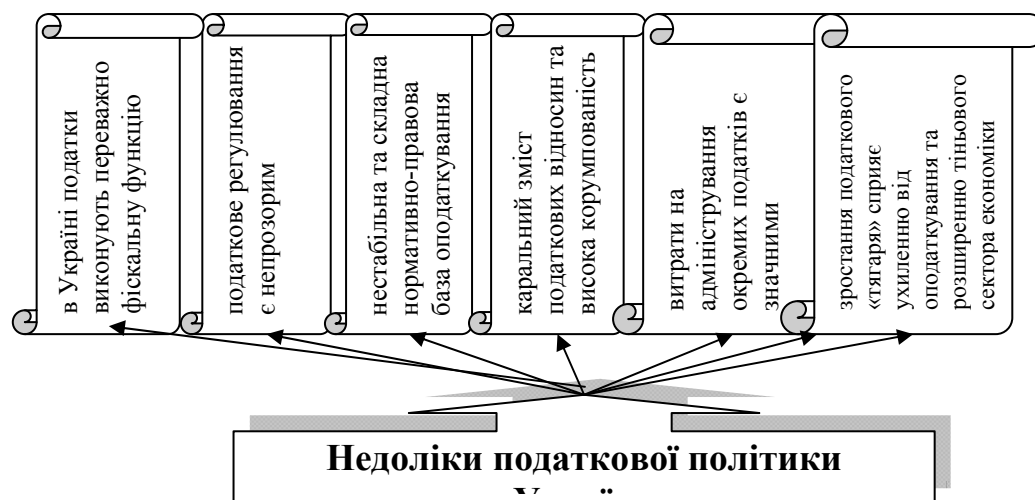 в Україні податки
виконують переважно
фіскальну функцію
податкове регулювання
є непрозорим
нестабільна та складна
нормативно-правова
база оподаткування
каральний зміст
податкових відносин та
висока корумпованість
витрати на
адміністрування
окремих податків є
значними
зростання податкового
«тягаря» сприяє
ухиленню від
оподаткування та
розширенню тіньового
сектора економіки
Недоліки податкової політики